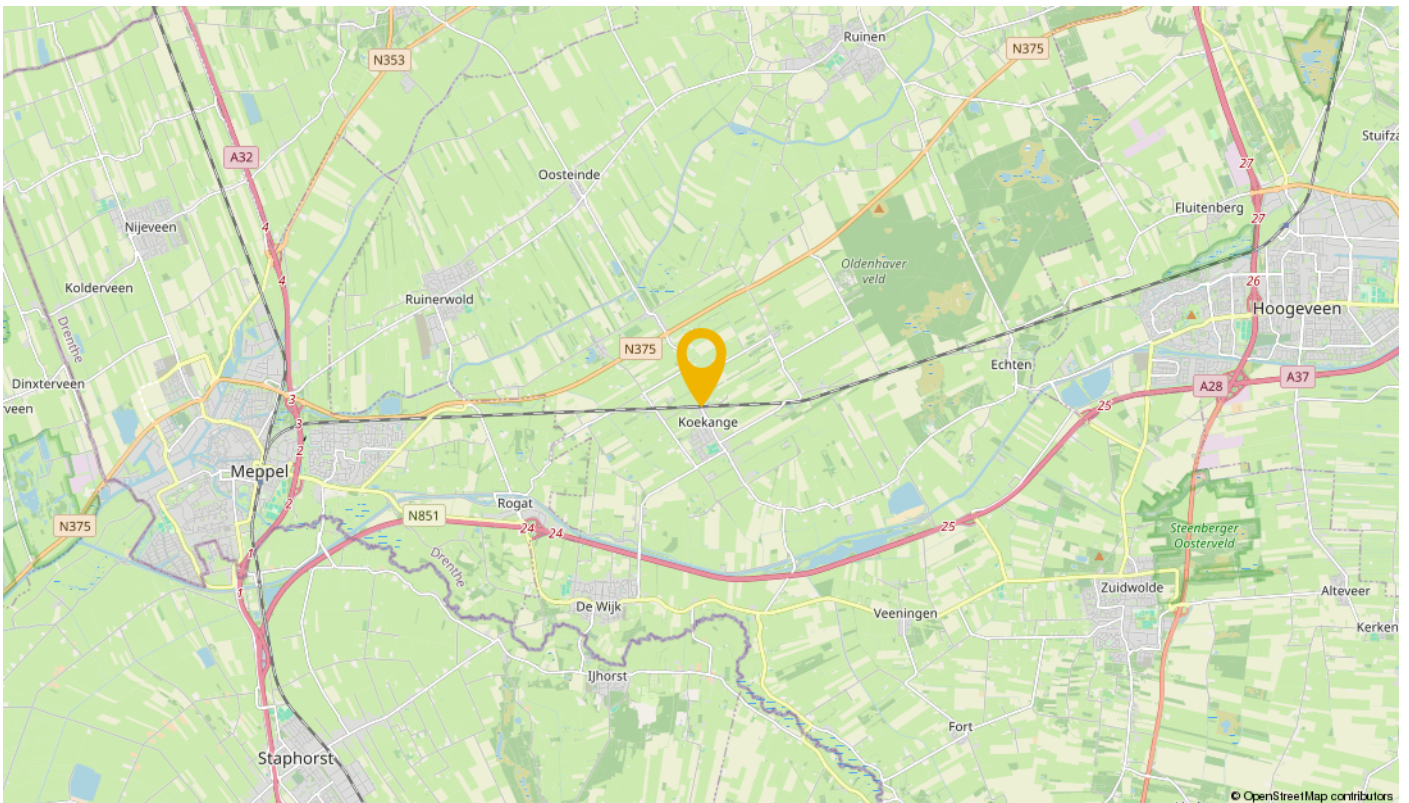 Ruinen
N375
N353
Stuifza
A32
27
Oosteinde
Fluitenberg
27
4
Nijeveen
Oldenhaver
veld
4
26
Kolderveen
Ruinerwold
Hoogeveen
Drenthe
N375
Echten
Dinxterveen
A28
A37
3
25
veen
3
Koekange
2
Meppel
Rogat
2
N851
24
24
25
N375
Steenberger
Oosterveld
1
Drenthe
1
Zuidwolde
Alteveer
De Wijk
Veeningen
Kerken
IJhorst
Fort
Staphorst
© OpenStreetMap contributors